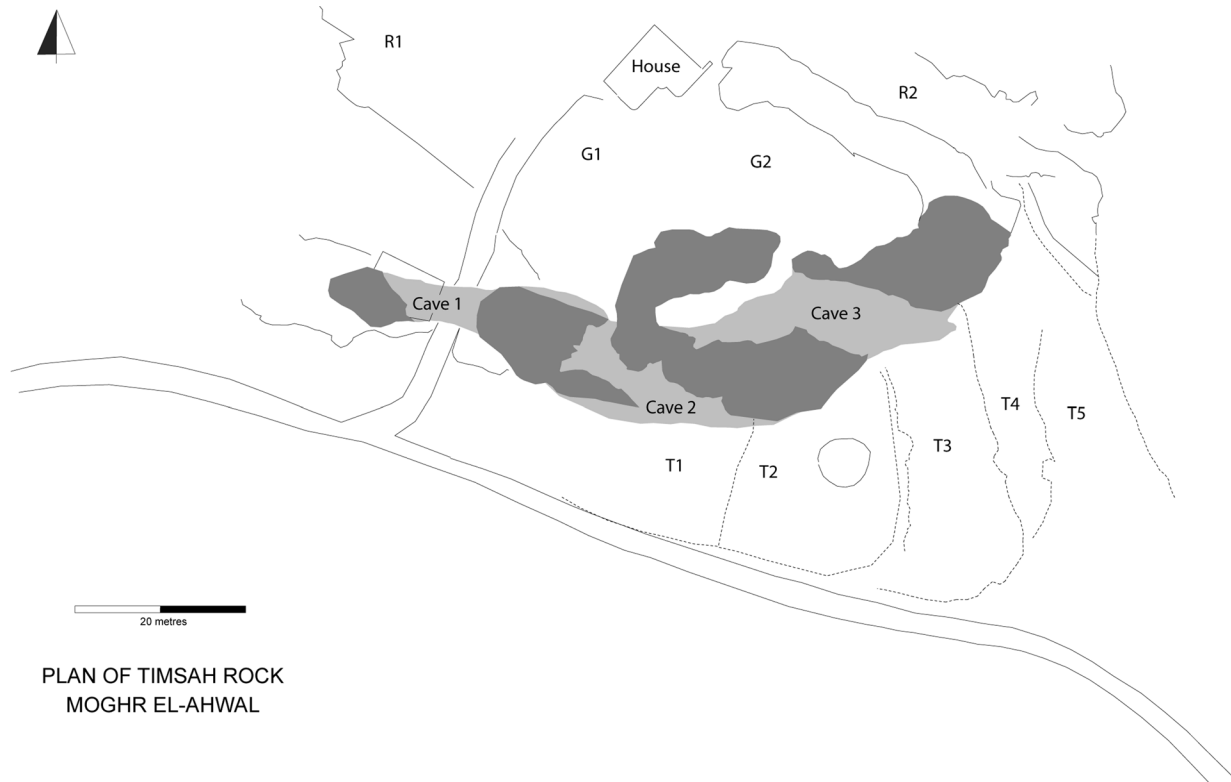 R1
House
R2
G1
G2
Cave 1
Cave 3
Cave 2
T4
T5
T3
T1
T2
20 metres
PLAN OF TIMSAH ROCK
MOGHR EL-AHWAL